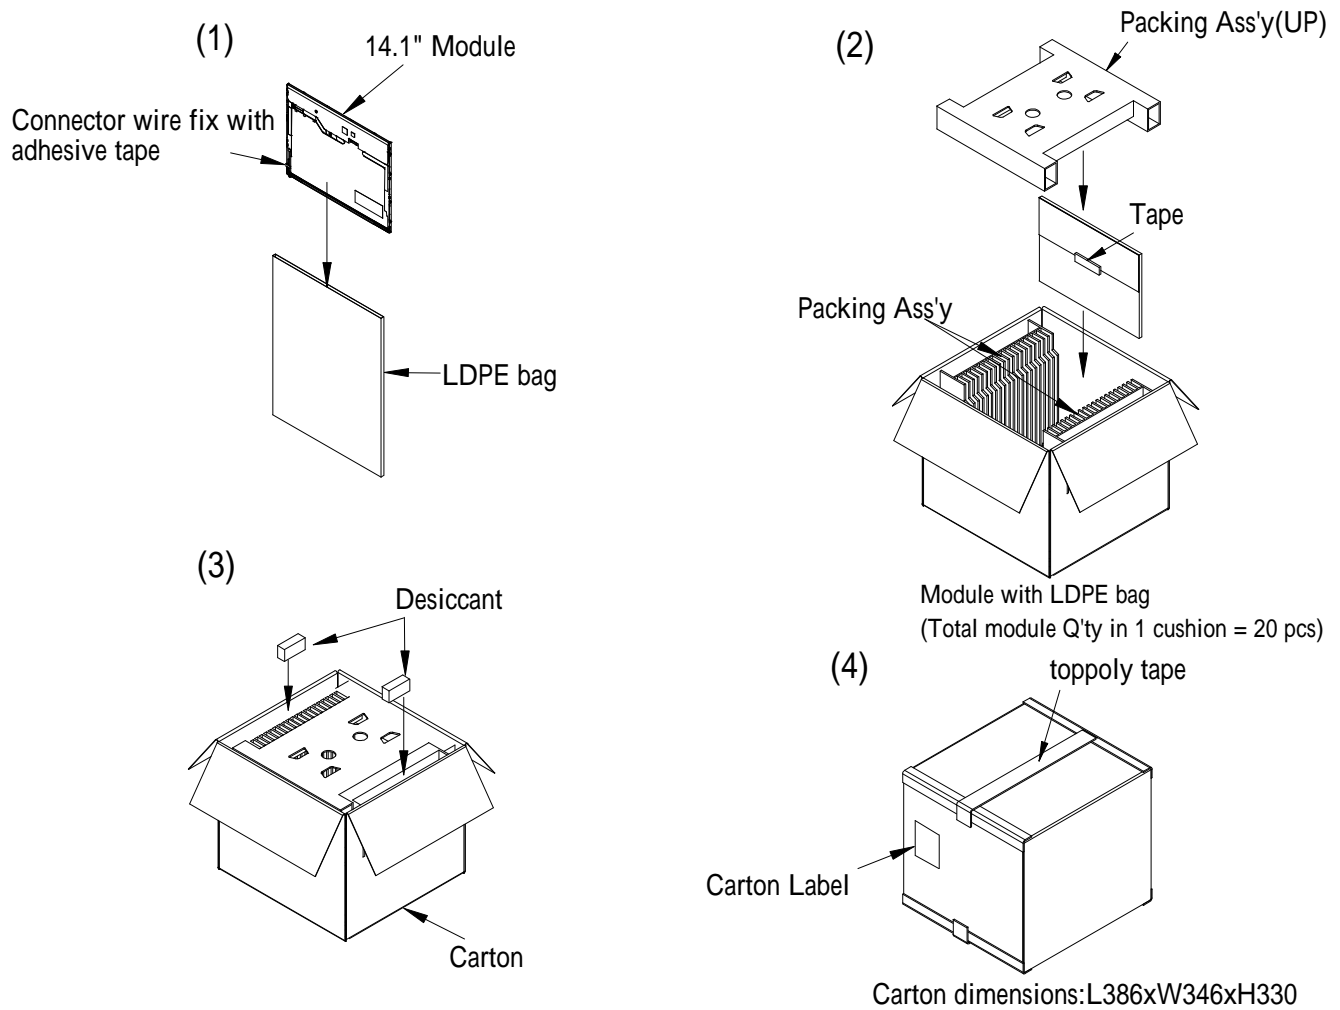 (1)
14.1" Module
Connector wire fix with
adhesive tape
LDPE bag
(2)
Packing Ass'y(UP)
Tape
Packing Ass'y
Module with LDPE bag
(Total module Q'ty in 1 cushion = 20 pcs)
(3)
Desiccant
Carton
(4)
toppoly tape
Carton Label
Carton dimensions:L386xW346xH330